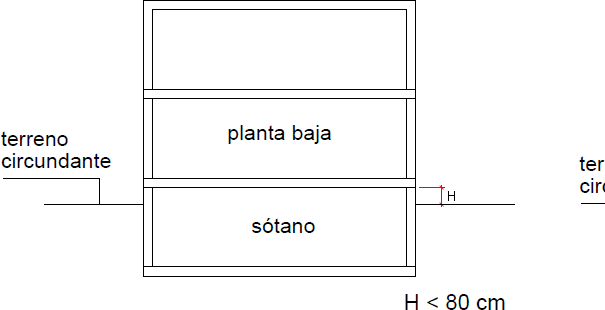 planta baja
terreno
circundante
H
sótano
H < 80 cm